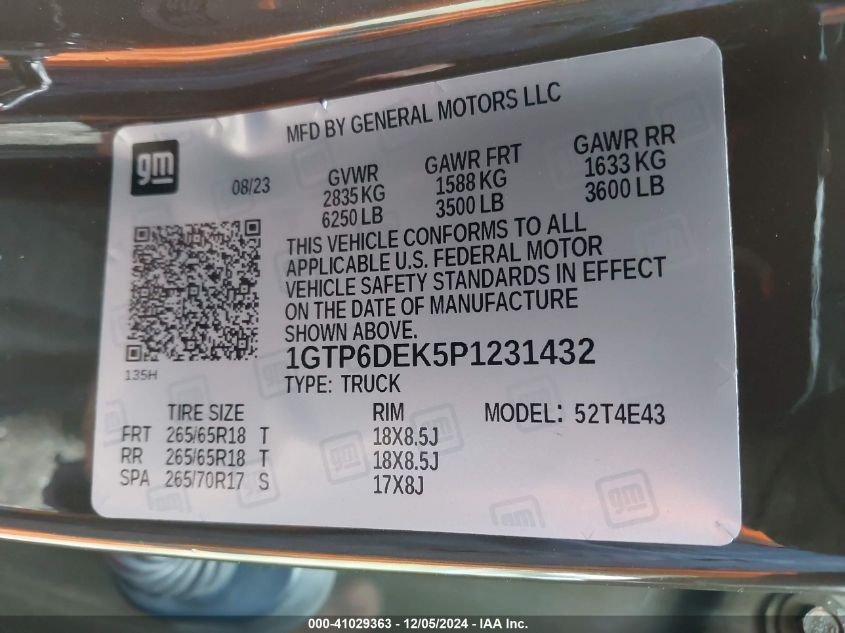 MFD BY GENERAL MOTORS LLC
gm
08/23
GVWR
2835 KG
6250 LB
GAWR FRT
1588 KG
3500 LB
GAWR RR
1633 KG
3600 LB
THIS VEHICLE CONFORMS TO ALL
APPLICABLE U.S. FEDERAL MOTOR
VEHICLE SAFETY STANDARDS IN EFFECT
ON THE DATE OF MANUFACTURE
SHOWN ABOVE.
135H
1GTP6DEK5P1231432
TYPE: TRUCK
TIRE SIZE RIM MODEL: 52T4E43
FRT 265/65R18 T 18X8.5J
RR 265/65R18 T 18X8.5J
SPA 265/70R17 S 17X8J
000-41029363 - 12/05/2024 - IAA Inc.